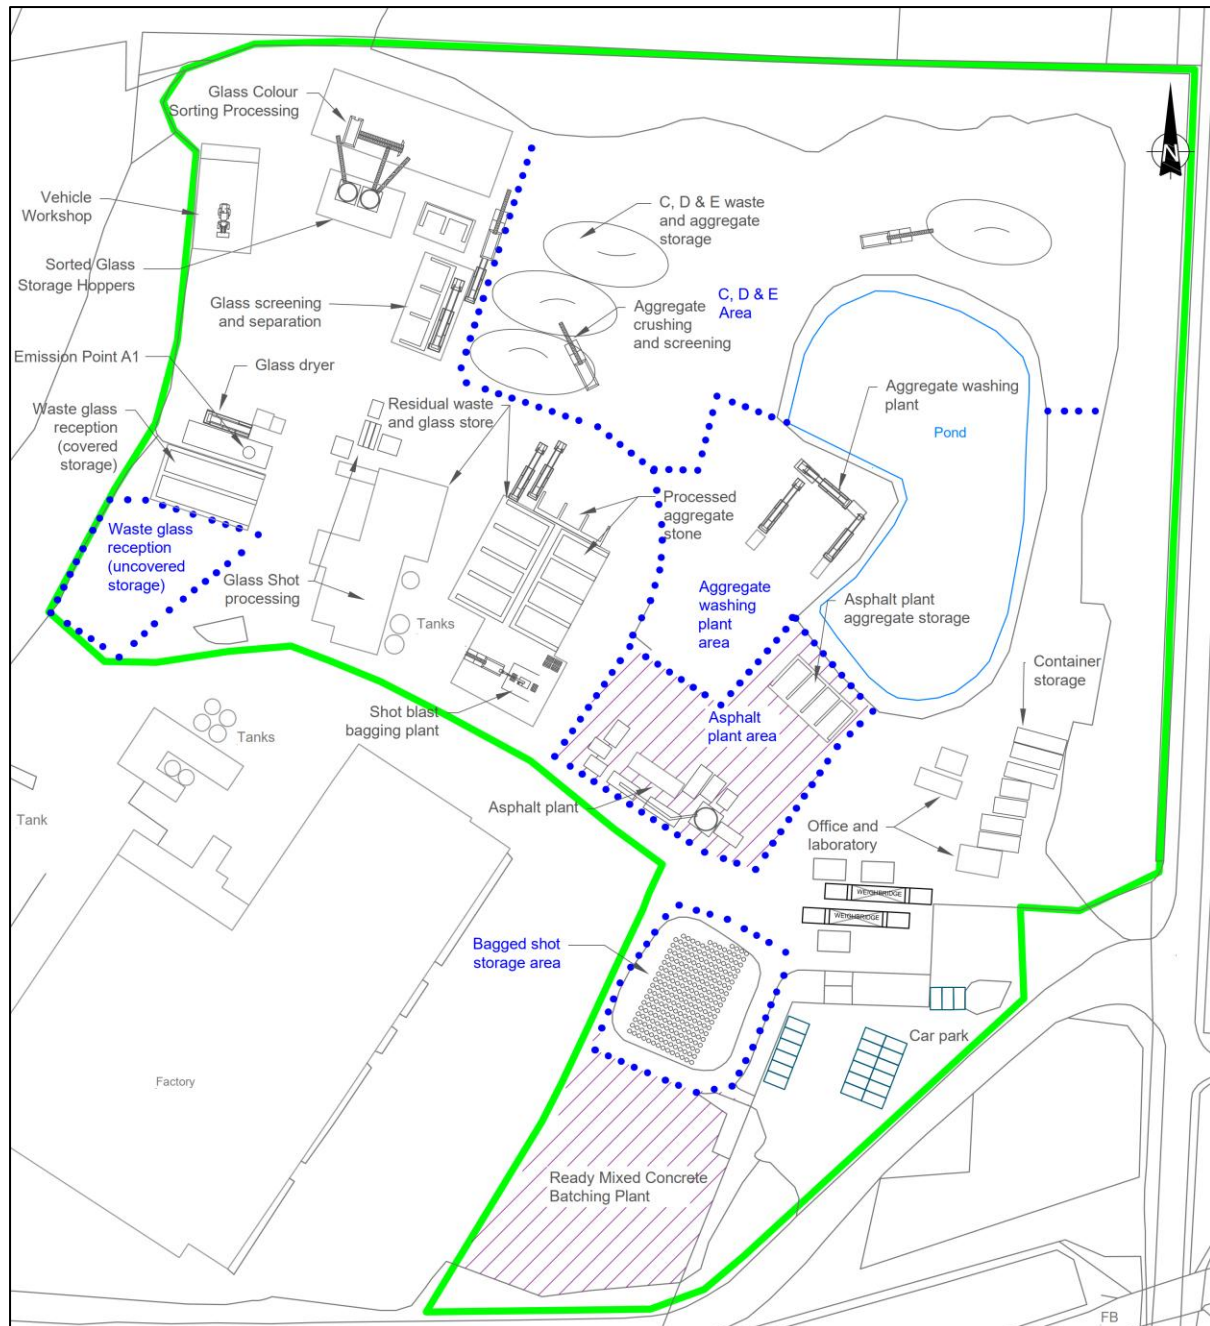 Glass Colour
Sorting Processing
N
Vehicle
Workshop
C, D & E waste
and aggregate
storage
Sorted Glass
Storage Hoppers
Glass screening
and separation
Aggregate
crushing
and screening
C, D & E
Area
Emission Point A1
Glass dryer
Waste glass
reception
(covered
storage)
Residual waste
and glass store
Aggregate washing
plant
Pond
Processed
aggregate
stone
Waste glass
reception
(uncovered
storage)
Glass Shot
processing
Tanks
Aggregate
washing
plant
area
Asphalt plant
aggregate storage
Container
storage
Shot blast
bagging plant
Asphalt
plant area
Tanks
Tank
Asphalt plant
Office and
laboratory
WEIGHBRIDGE
WEIGHBRIDGE
Bagged shot
storage area
Car park
Factory
Ready Mixed Concrete
Batching Plant
FB